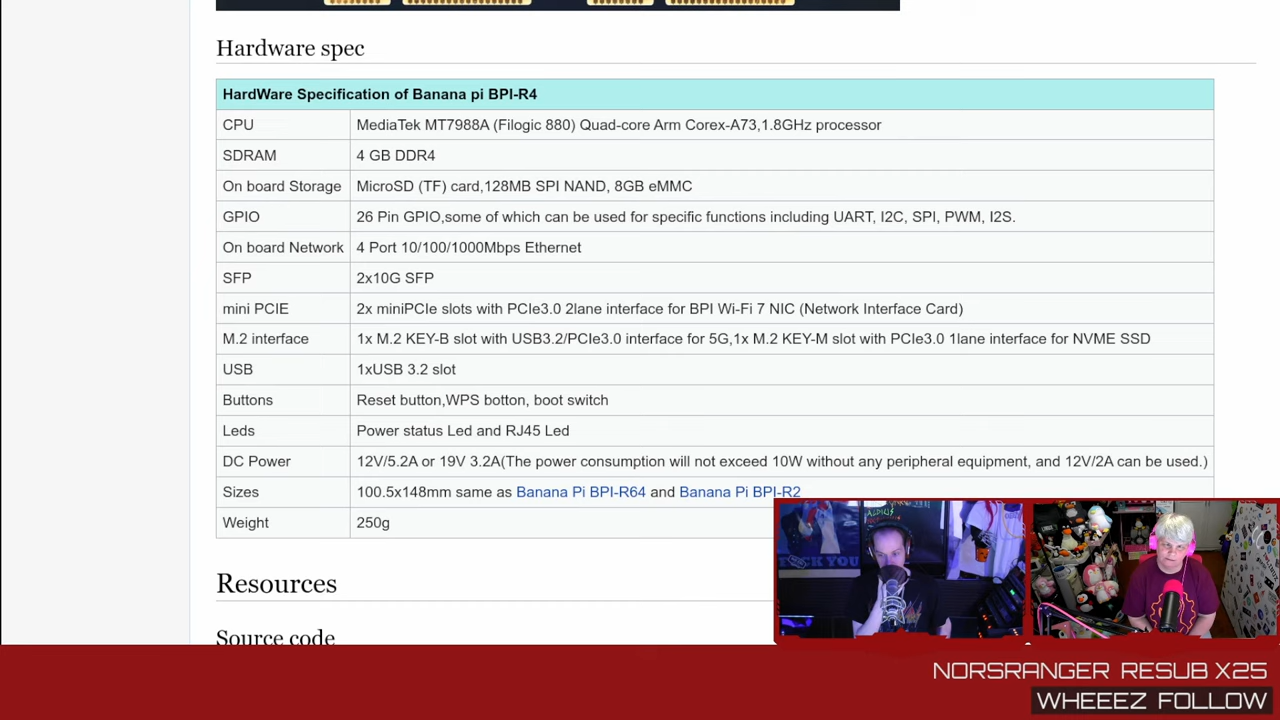 Hardware spec
HardWare Specification of Banana pi BPI-R4
CPU MediaTek MT7988A (Filogic 880) Quad-core Arm Corex-A73,1.8GHz processor
SDRAM 4 GB DDR4
On board Storage MicroSD (TF) card,128MB SPI NAND, 8GB eMMC
GPIO 26 Pin GPIO,some of which can be used for specific functions including UART, I2C, SPI, PWM, I2S.
On board Network 4 Port 10/100/1000Mbps Ethernet
SFP 2x10G SFP
mini PCIE 2x miniPCIe slots with PCIe3.0 2lane interface for BPI Wi-Fi 7 NIC (Network Interface Card)
M.2 interface 1x M.2 KEY-B slot with USB3.2/PCIe3.0 interface for 5G,1x M.2 KEY-M slot with PCIe3.0 1lane interface for NVME SSD
USB 1xUSB 3.2 slot
Buttons Reset button,WPS botton, boot switch
Leds Power status Led and RJ45 Led
DC Power 12V/5.2A or 19V 3.2A(The power consumption will not exceed 10W without any peripheral equipment, and 12V/2A can be used.)
Sizes 100.5x148mm same as Banana Pi BPI-R64 and Banana Pi BPI-R2
Weight 250g
Resources
Source code
NORSRANGER RESUB X25
WHEEEZ FOLLOW